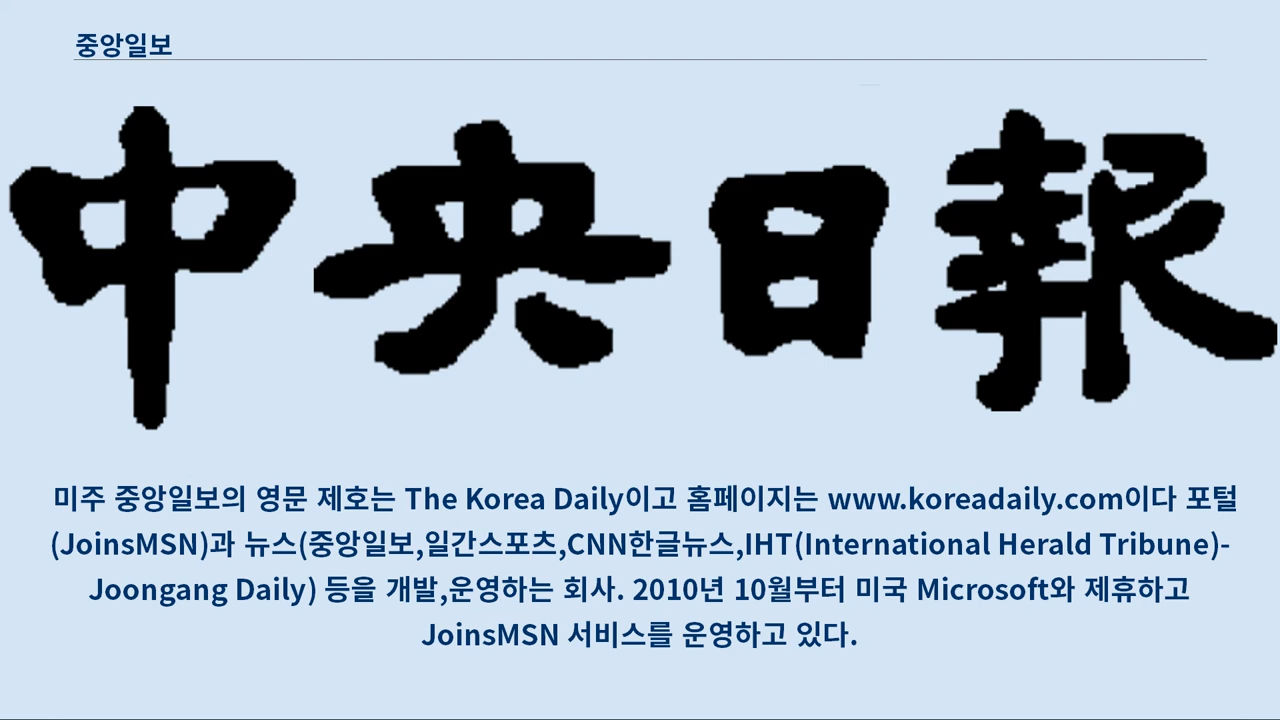 중앙일보
中央日報
미주 중앙일보의 영문 제호는 The Korea Daily이고 홈페이지는 www.koreadaily.com이다 포털
(JoinsMSN)과 뉴스(중앙일보,일간스포츠,CNN한글뉴스,IHT(International Herald Tribune)-
Joongang Daily) 등을 개발,운영하는 회사. 2010년 10월부터 미국 Microsoft와 제휴하고
JoinsMSN 서비스를 운영하고 있다.